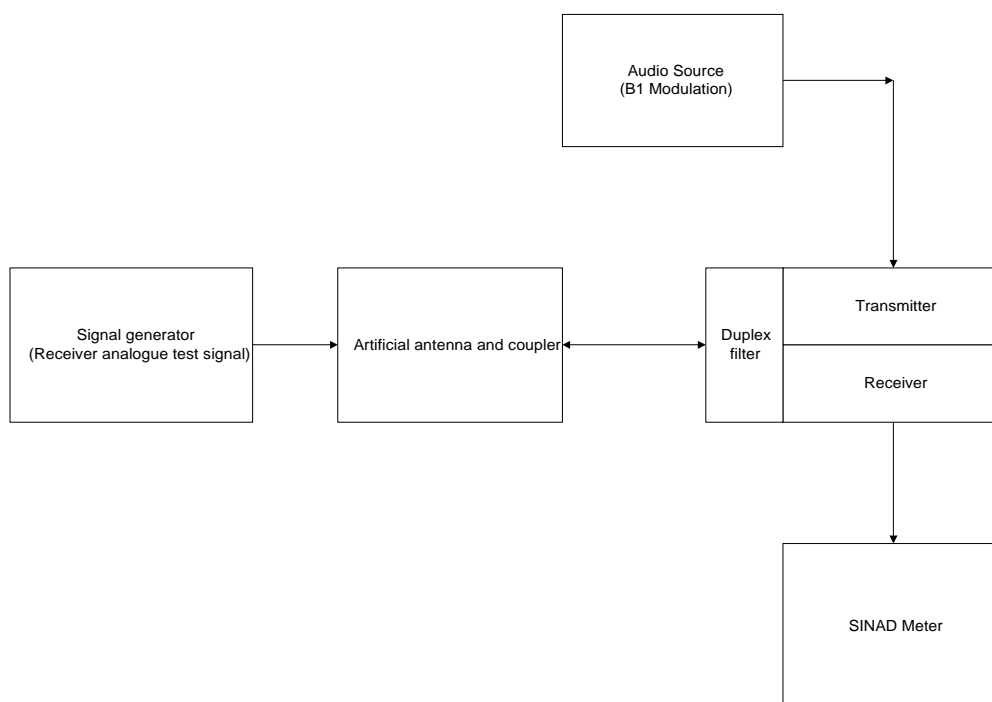 Audio Source
(B1 Modulation)
Signal generator
(Receiver analogue test signal)
Artificial antenna and coupler
Duplex
filter
Transmitter
Receiver
SINAD Meter